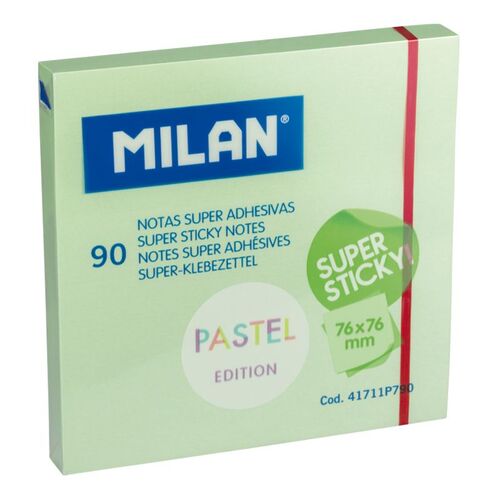 MILAN®
90
NOTAS SUPER ADHESIVAS
SUPER STICKY NOTES
NOTES SUPER ADHÉSIVES
SUPER-KLEBEZETTEL
SUPER
STICKY!
76x76
mm
PASTEL
EDITION
Cod. 41711P790